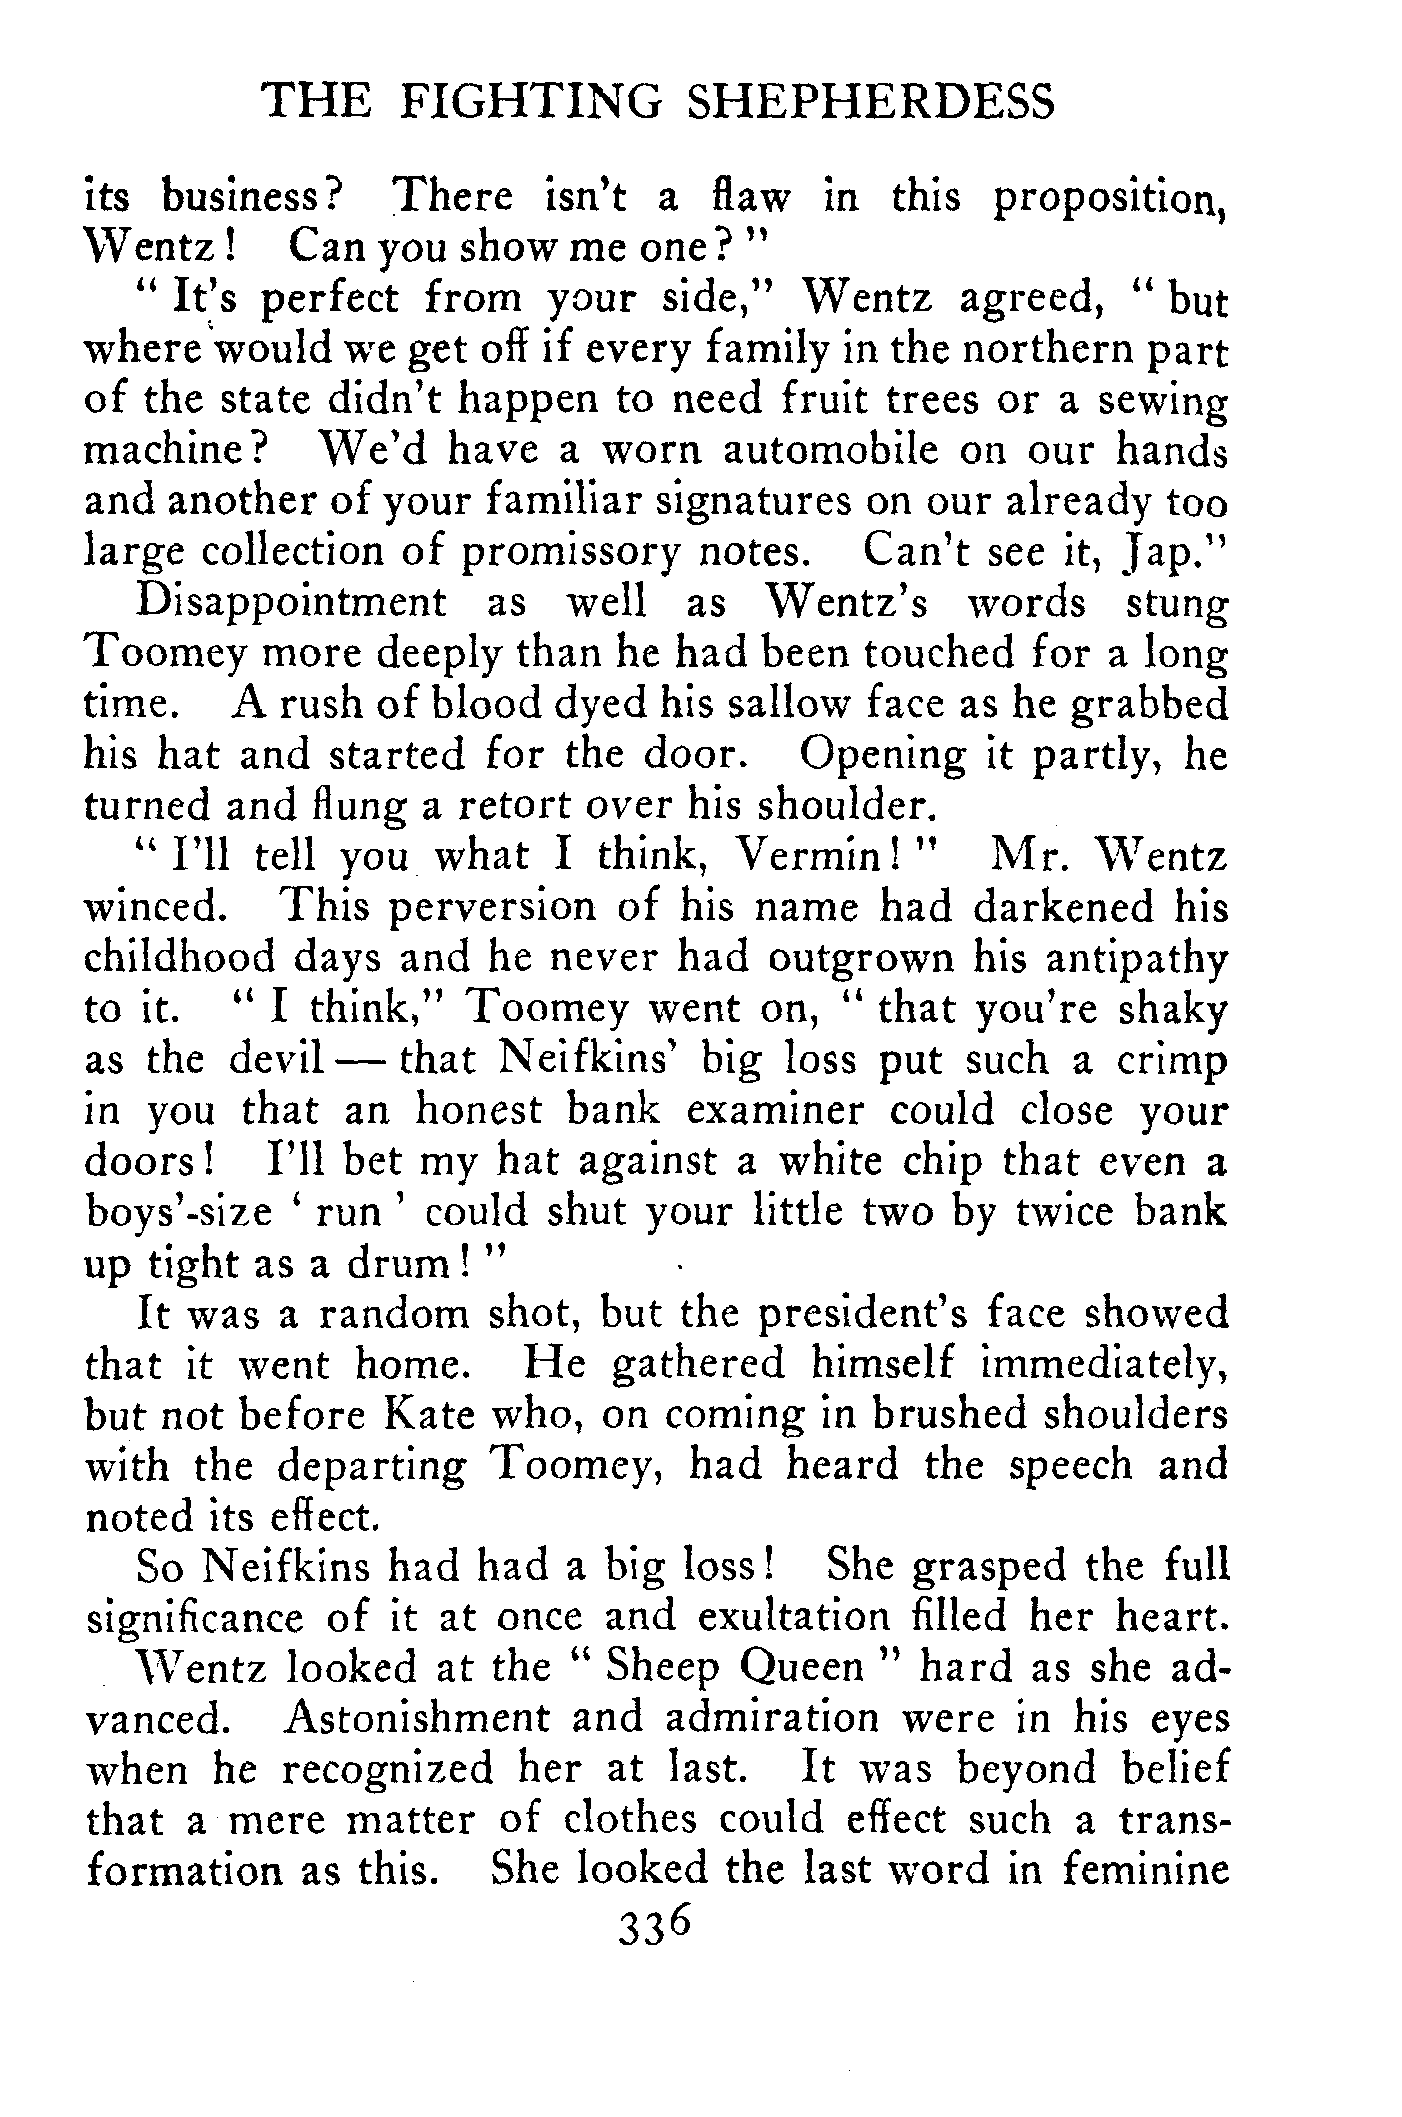 THE FIGHTING SHEPHERDESS
its business? There isn't a flaw in this proposition,
Wentz! Can you show me one?"
"It's perfect from your side," Wentz agreed, "but
where would we get off if every family in the northern part
of the state didn't happen to need fruit trees or a sewing
machine? We'd have a worn automobile on our hands
and another of your familiar signatures on our already too
large collection of promissory notes. Can't see it, Jap."
Disappointment as well as Wentz's words stung
Toomey more deeply than he had been touched for a long
time. A rush of blood dyed his sallow face as he grabbed
his hat and started for the door. Opening it partly, he
turned and flung a retort over his shoulder.
"I'll tell you what I think, Vermin!" Mr. Wentz
winced. This perversion of his name had darkened his
childhood days and he never had outgrown his antipathy
to it. "I think," Toomey went on, "that you're shaky
as the devil — that Neifkins' big loss put such a crimp
in you that an honest bank examiner could close your
doors! I'll bet my hat against a white chip that even a
boys'-size 'run' could shut your little two by twice bank
up tight as a drum!"
It was a random shot, but the president's face showed
that it went home. He gathered himself immediately,
but not before Kate who, on coming in brushed shoulders
with the departing Toomey, had heard the speech and
noted its effect.
So Neifkins had had a big loss! She grasped the full
significance of it at once and exultation filled her heart.
Wentz looked at the "Sheep Queen" hard as she ad-
vanced. Astonishment and admiration were in his eyes
when he recognized her at last. It was beyond belief
that a mere matter of clothes could effect such a trans-
formation as this. She looked the last word in feminine
336